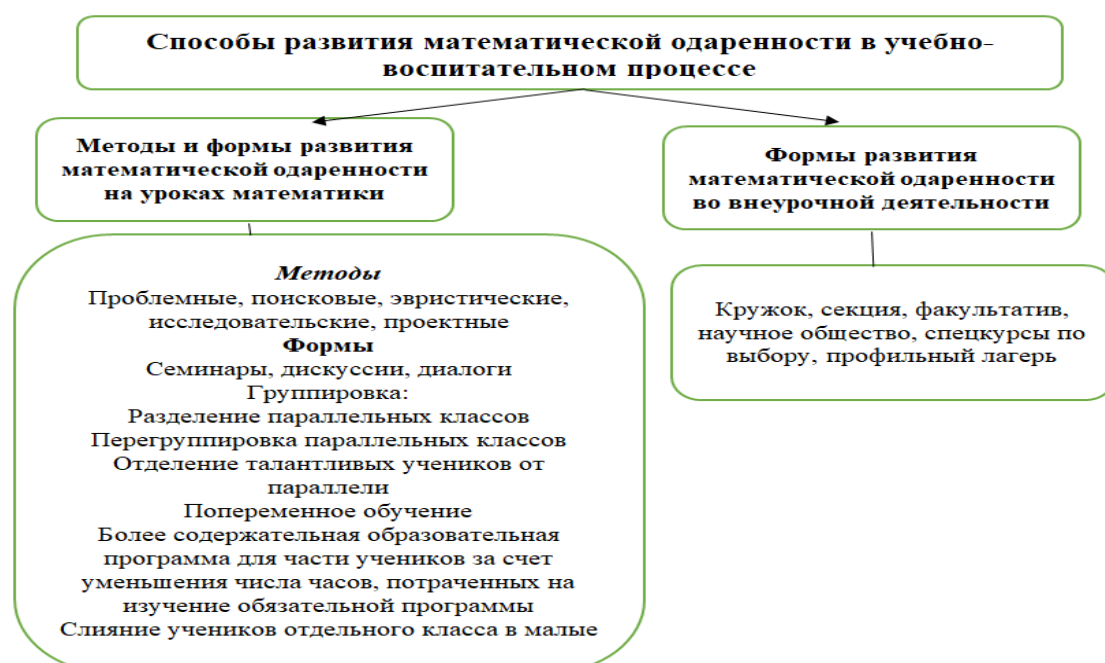 Способы развития математической одаренности в учебно-
воспитательном процессе
Методы и формы развития
математической одаренности
на уроках математики
Формы развития
математической одаренности
во внеурочной деятельности
Методы
Проблемные, поисковые, эвристические,
исследовательские, проектные
Формы
Семинары, дискуссии, диалоги
Группировка:
Разделение параллельных классов
Перегруппировка параллельных классов
Отделение талантливых учеников от
параллели
Попеременное обучение
Более содержательная образовательная
программа для части учеников за счет
уменьшения числа часов, потраченных на
изучение обязательной программы
Слияние учеников отдельного класса в малые
Кружок, секция, факультатив,
научное общество, спецкурсы по
выбору, профильный лагерь